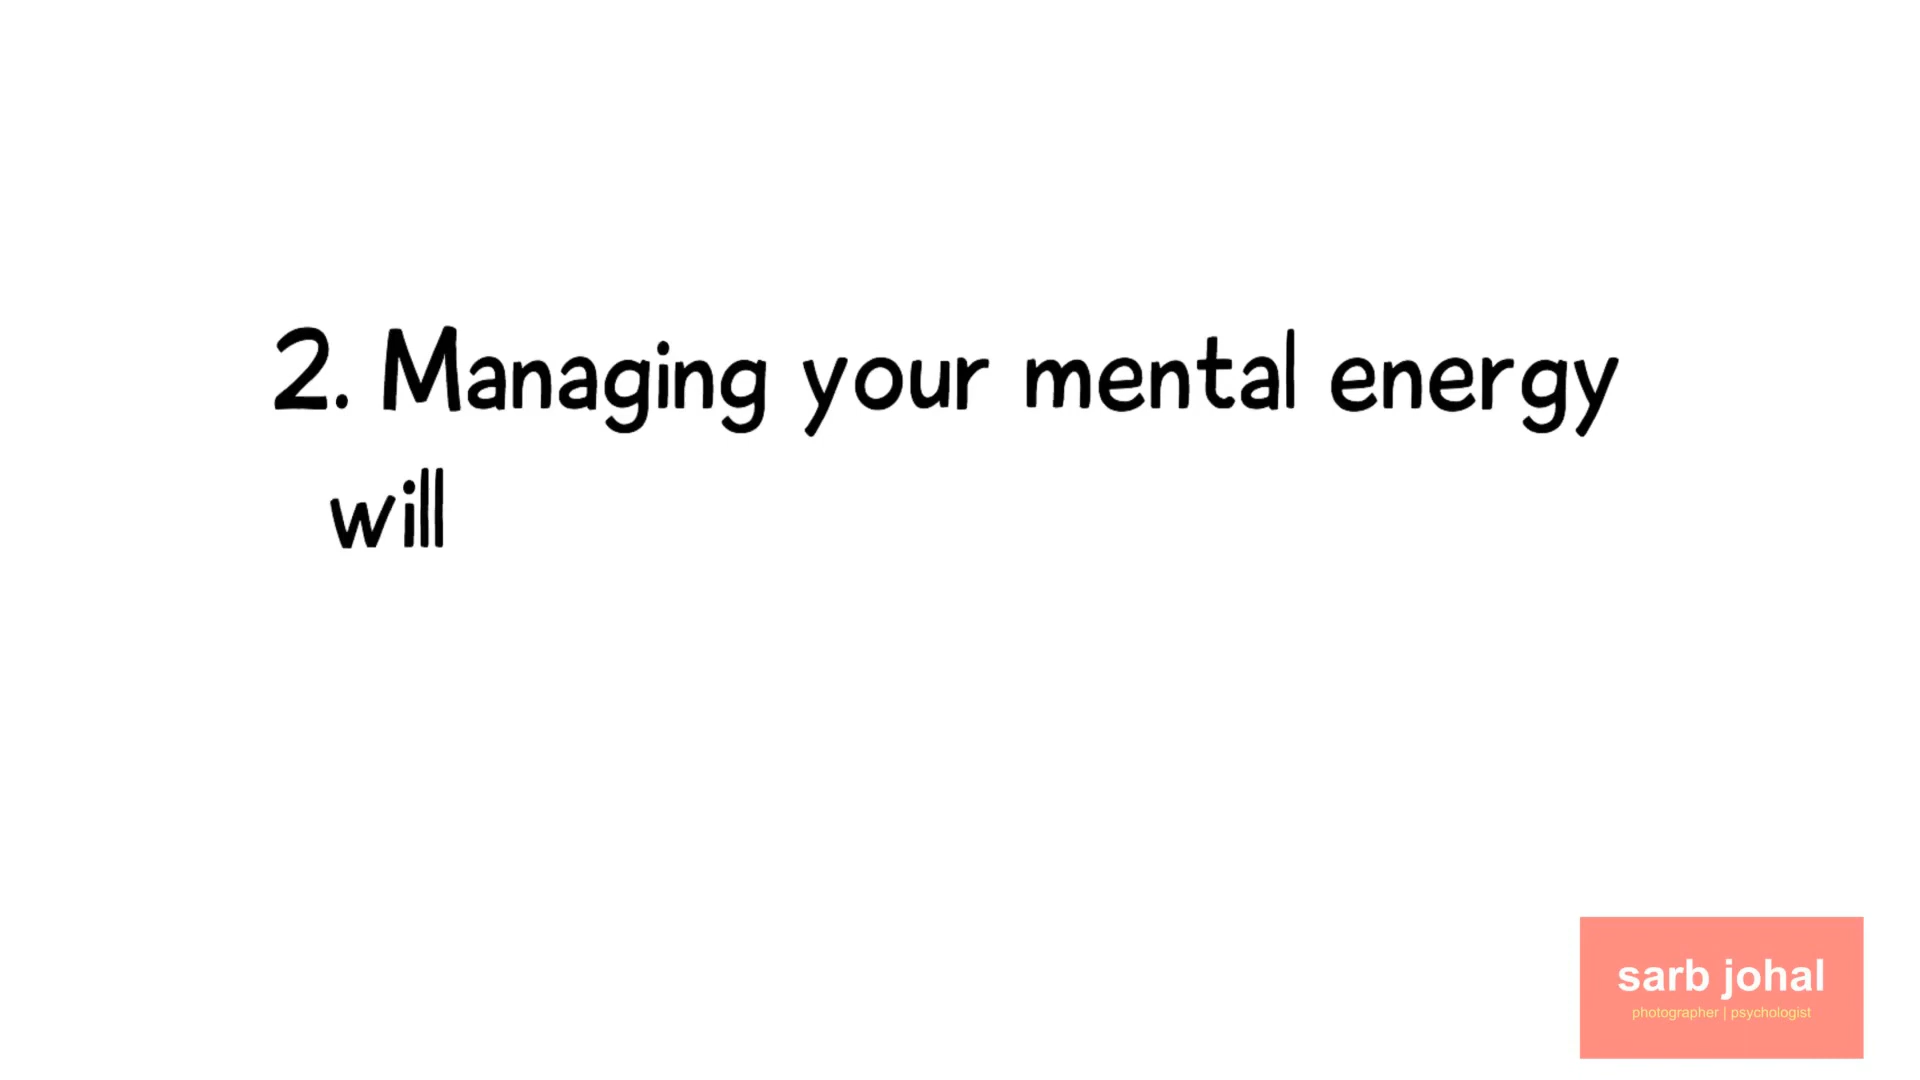 2. Managing your mental energy
will
sarb johal
photographer | psychologist